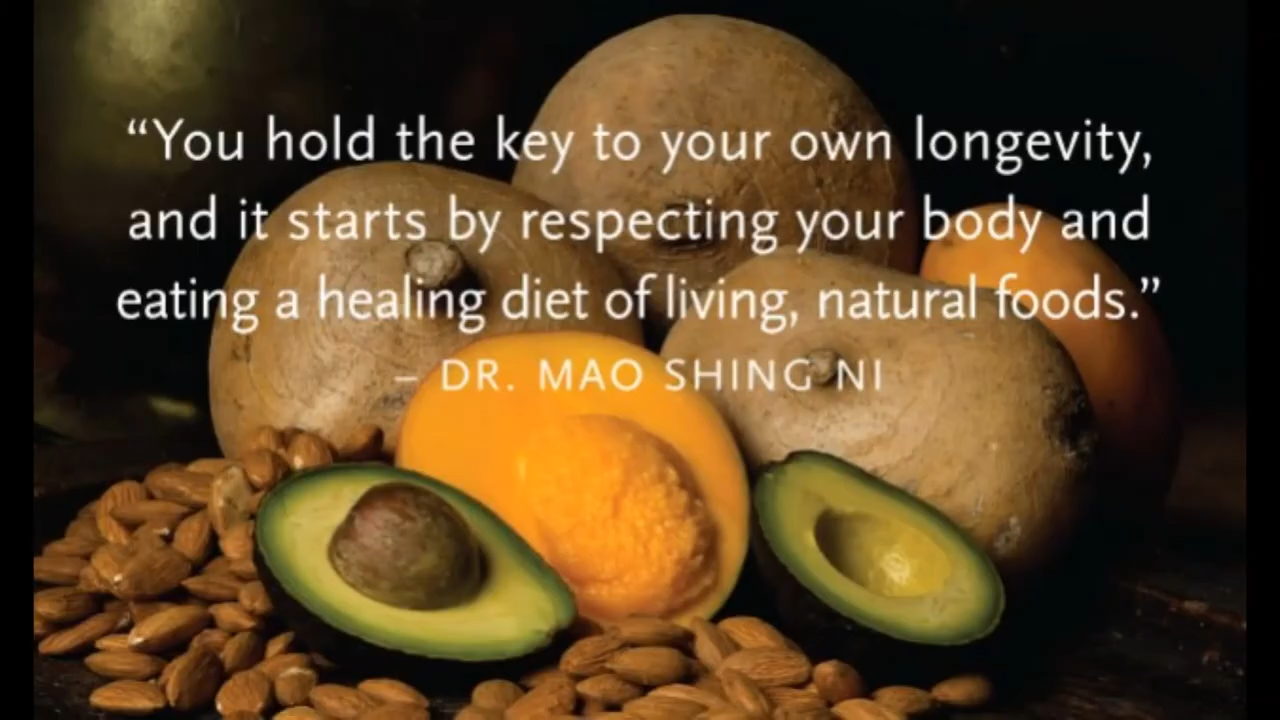 “You hold the key to your own longevity,
and it starts by respecting your body and
eating a healing diet of living, natural foods.”
– DR. MAO SHING NI